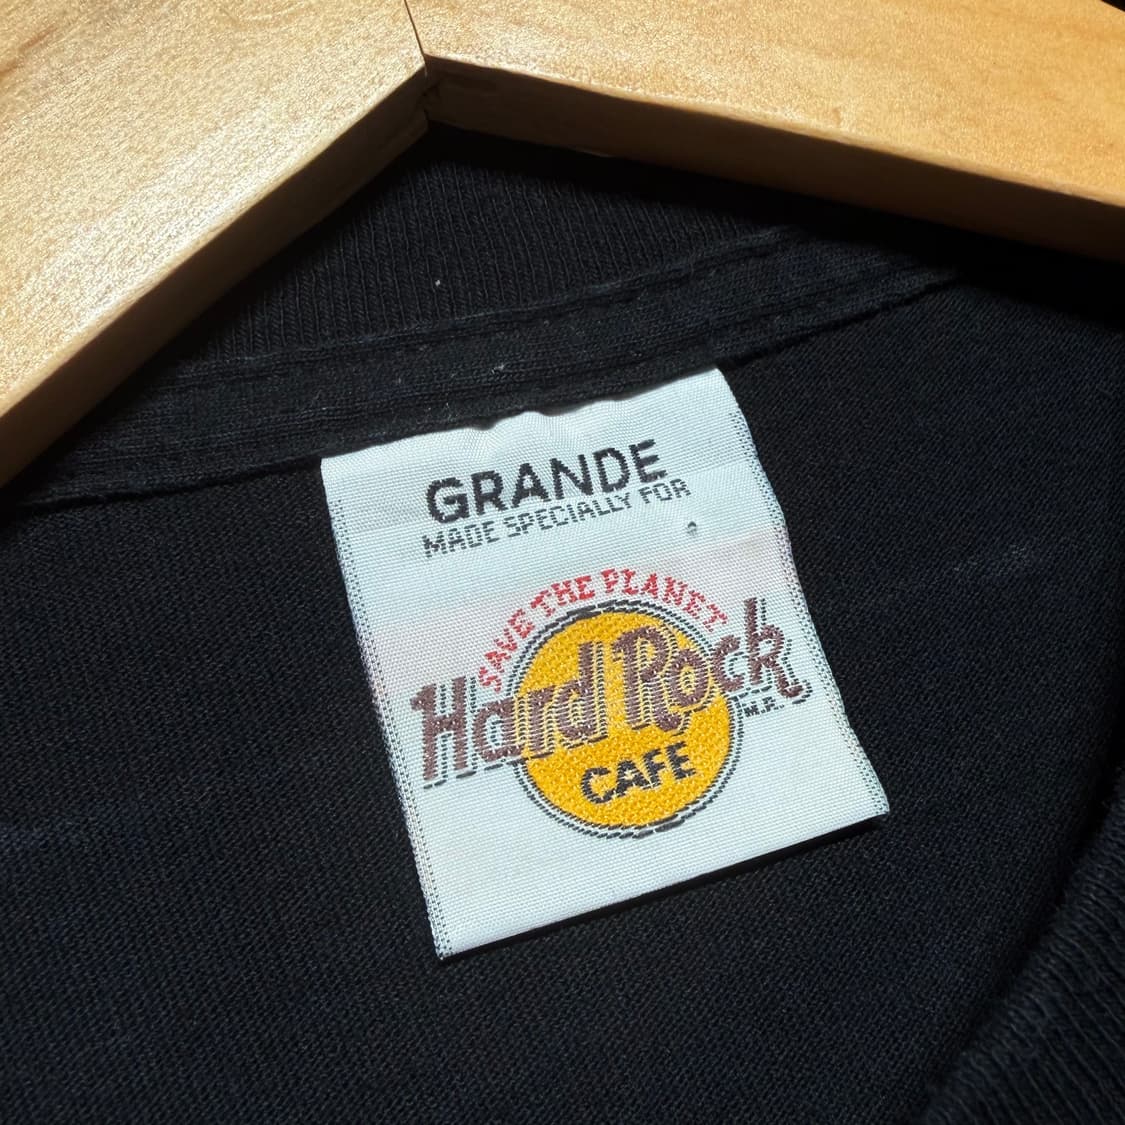 GRANDE
MADE SPECIALLY FOR
SAVE THE PLANET
Hard Rock
M.R.
CAFE